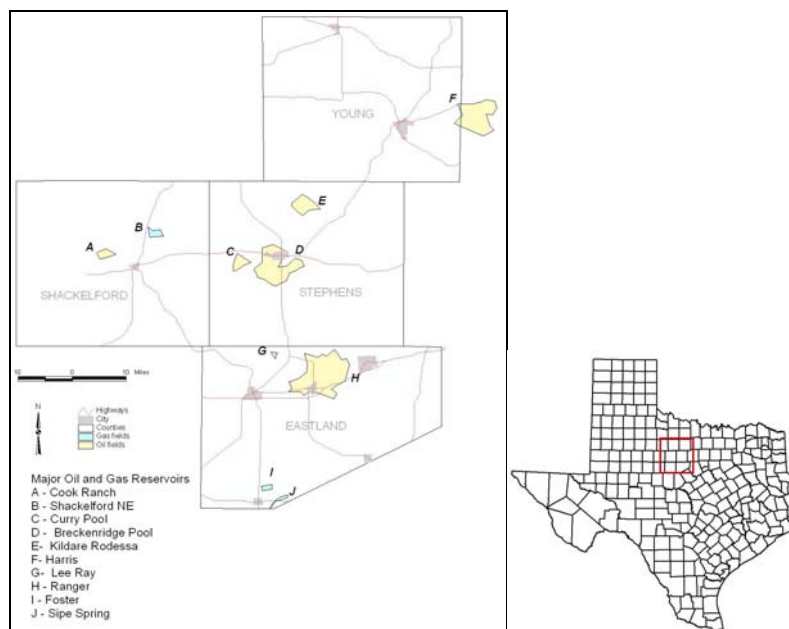 F
YOUNG
E
B
A
C
D
SHACKELFORD
STEPHENS
G
10 0 10 Miles
H
N
Highways
City
Counties
Gas fields
Oil fields
EASTLAND
I
J
Major Oil and Gas Reservoirs
A - Cook Ranch
B - Shackelford NE
C - Curry Pool
D - Breckenridge Pool
E- Kildare Rodessa
F- Harris
G- Lee Ray
H - Ranger
I - Foster
J - Sipe Spring